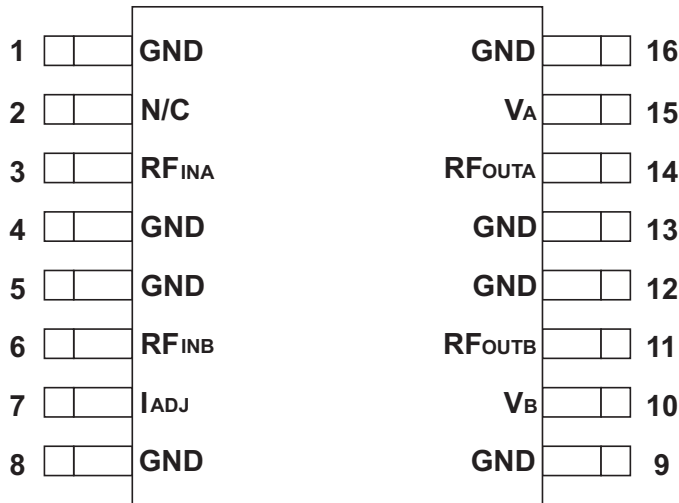 1 GND GND 16
2 N/C VA 15
3 RFINA RFOUTA 14
4 GND GND 13
5 GND GND 12
6 RFINB RFOUTB 11
7 IADJ VB 10
8 GND GND 9